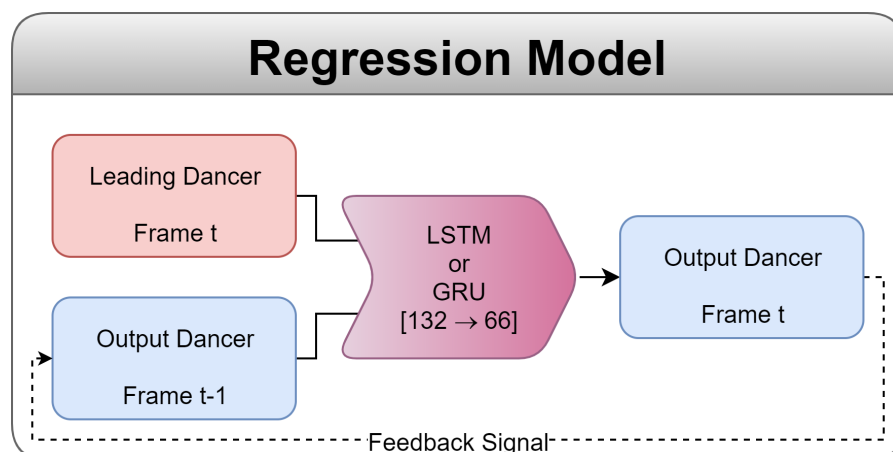 Regression Model
Leading Dancer
Frame t
Output Dancer
Frame t-1
LSTM
or
GRU
[132 → 66]
Output Dancer
Frame t
Feedback Signal